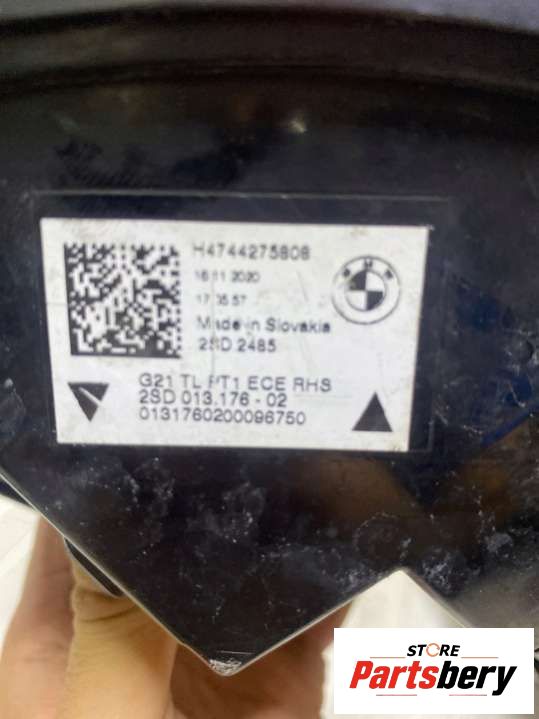 H4744275808
16.11.2020
17:35:57
Made in Slovakia
2SD 2485
BMW
G21 TL PT1 ECE RHS
2SD 013.176 - 02
0131760200096750
STORE
Partsbery